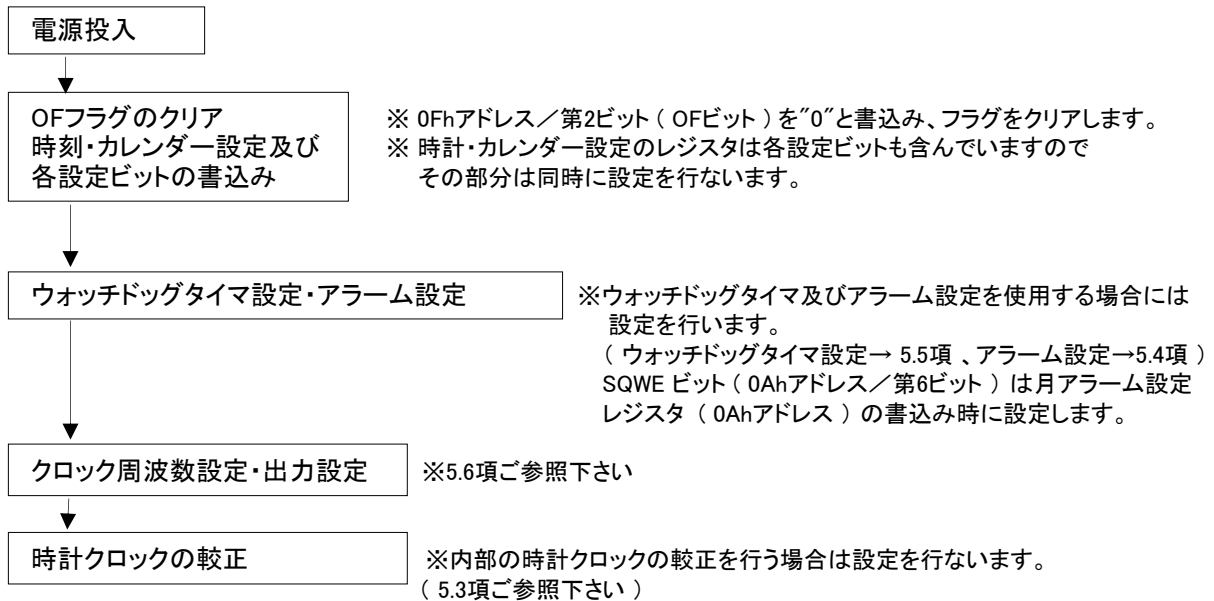 電源投入
OFフラグのクリア
時刻・カレンダー設定及び
各設定ビットの書込み
※ 0Fhアドレス／第2ビット（ OFビット ）を″0″と書込み、フラグをクリアします。
※ 時計・カレンダー設定のレジスタは各設定ビットも含んでいますので
その部分は同時に設定を行ないます。
ウォッチドッグタイマ設定・アラーム設定
※ウォッチドッグタイマ及びアラーム設定を使用する場合には
設定を行います。
（ ウォッチドッグタイマ設定→ 5.5項 、アラーム設定→5.4項 ）
SQWE ビット（ 0Ahアドレス／第6ビット ）は月アラーム設定
レジスタ （ 0Ahアドレス ）の書込み時に設定します。
クロック周波数設定・出力設定
※5.6項ご参照下さい
時計クロックの較正
※内部の時計クロックの較正を行う場合は設定を行ないます。
（ 5.3項ご参照下さい ）